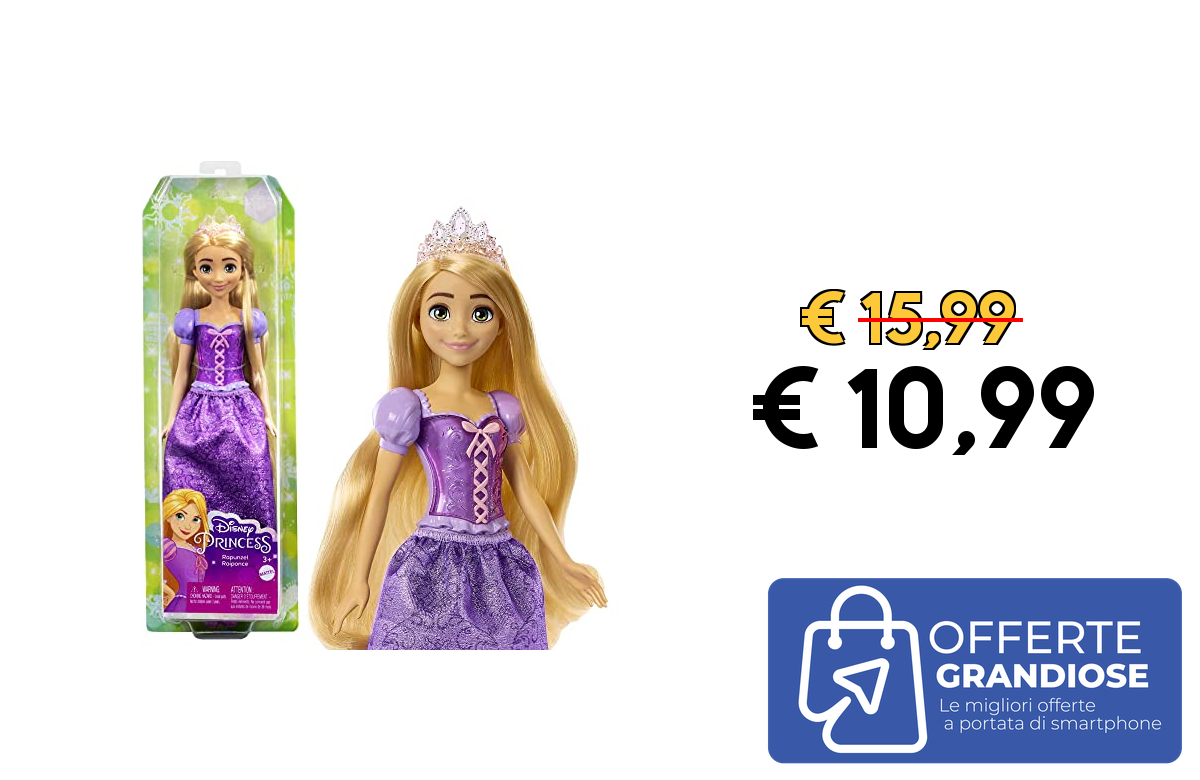 € 15,99
€ 10,99
Disney
PRINCESS
Rapunzel
Raiponce
3+
MATTEL
WARNING:
ATTENTION
OFFERTE
GRANDIOSE
Le migliori offerte
a portata di smartphone